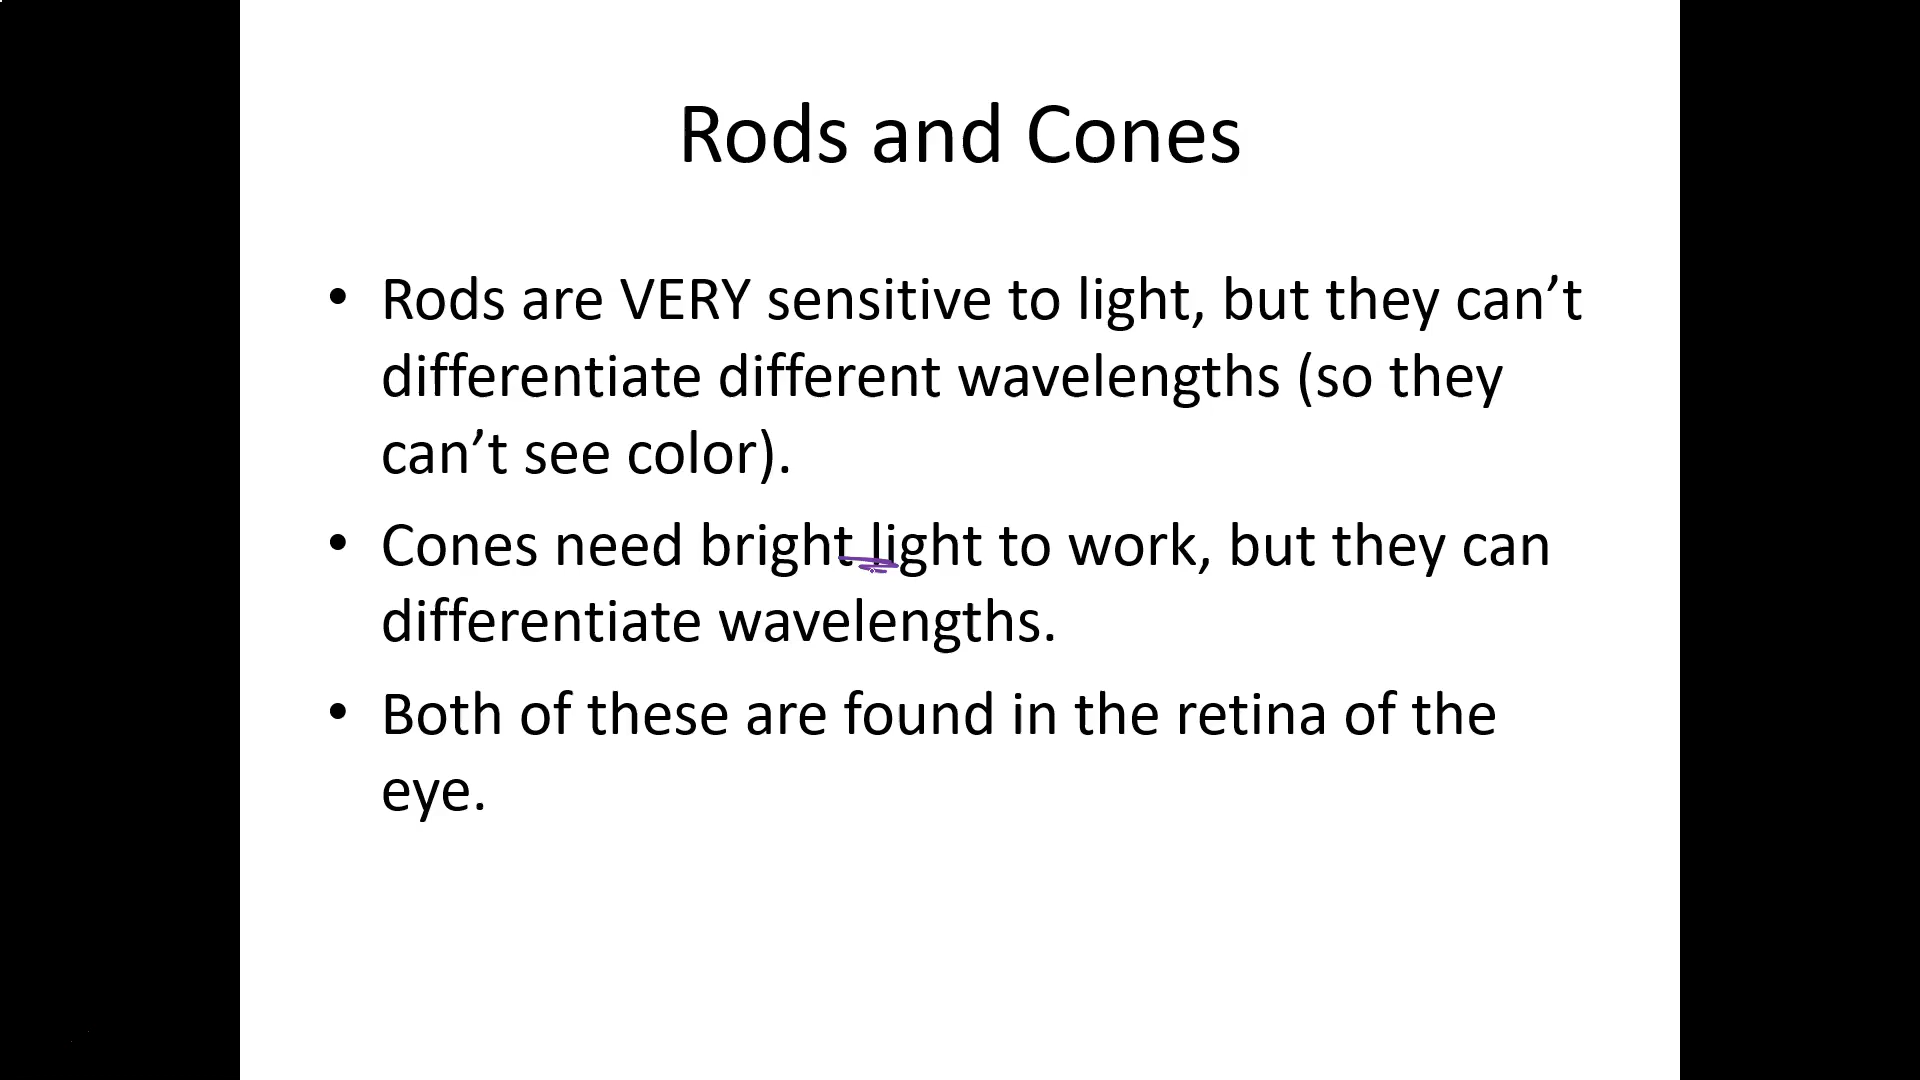 Rods and Cones
• Rods are VERY sensitive to light, but they can’t
differentiate different wavelengths (so they
can’t see color).
• Cones need bright light to work, but they can
differentiate wavelengths.
• Both of these are found in the retina of the
eye.